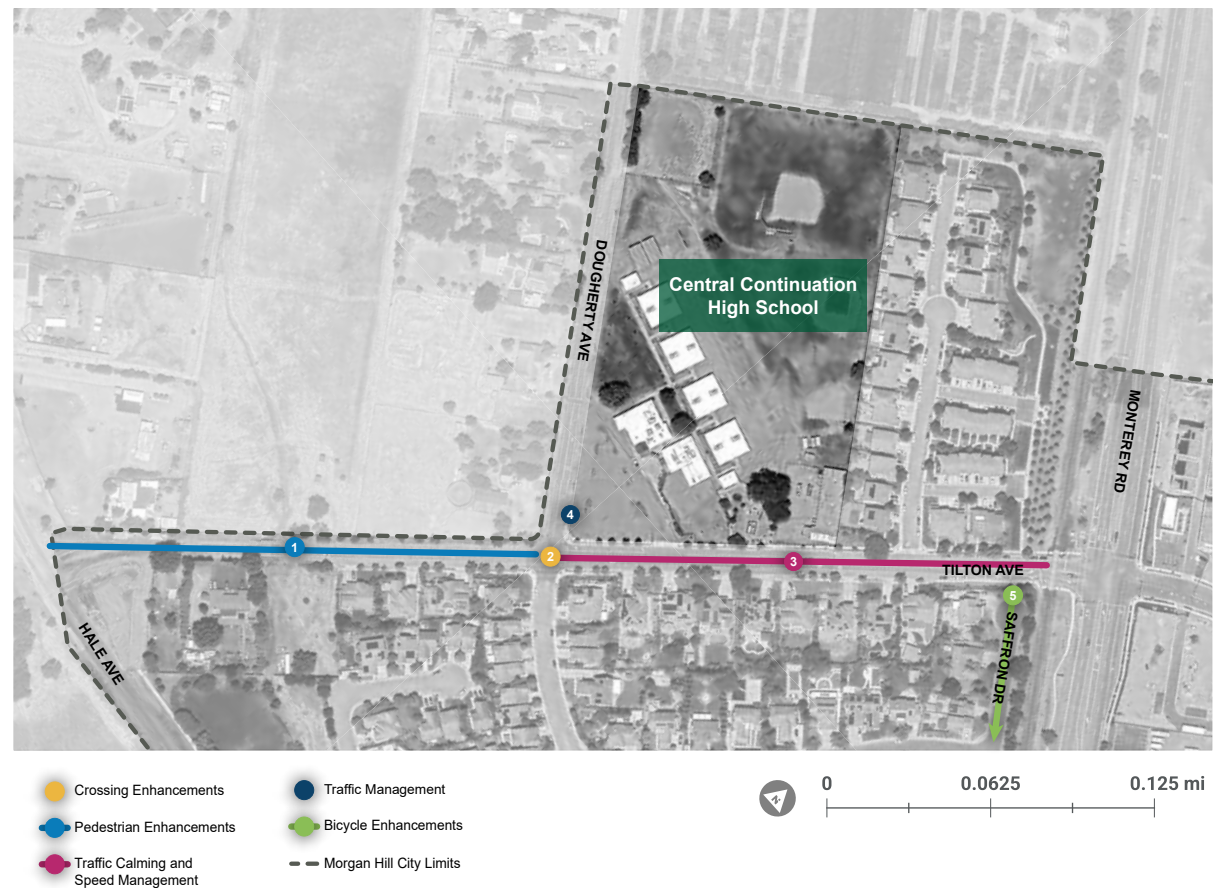 Central Continuation
High School
DOUGHERTY AVE
MONTEREY RD
4
1
2
3
TILTON AVE
5
HALE AVE
SAFFRON DR
Crossing Enhancements
Pedestrian Enhancements
Traffic Calming and
Speed Management
Traffic Management
Bicycle Enhancements
Morgan Hill City Limits
N
0 0.0625 0.125 mi